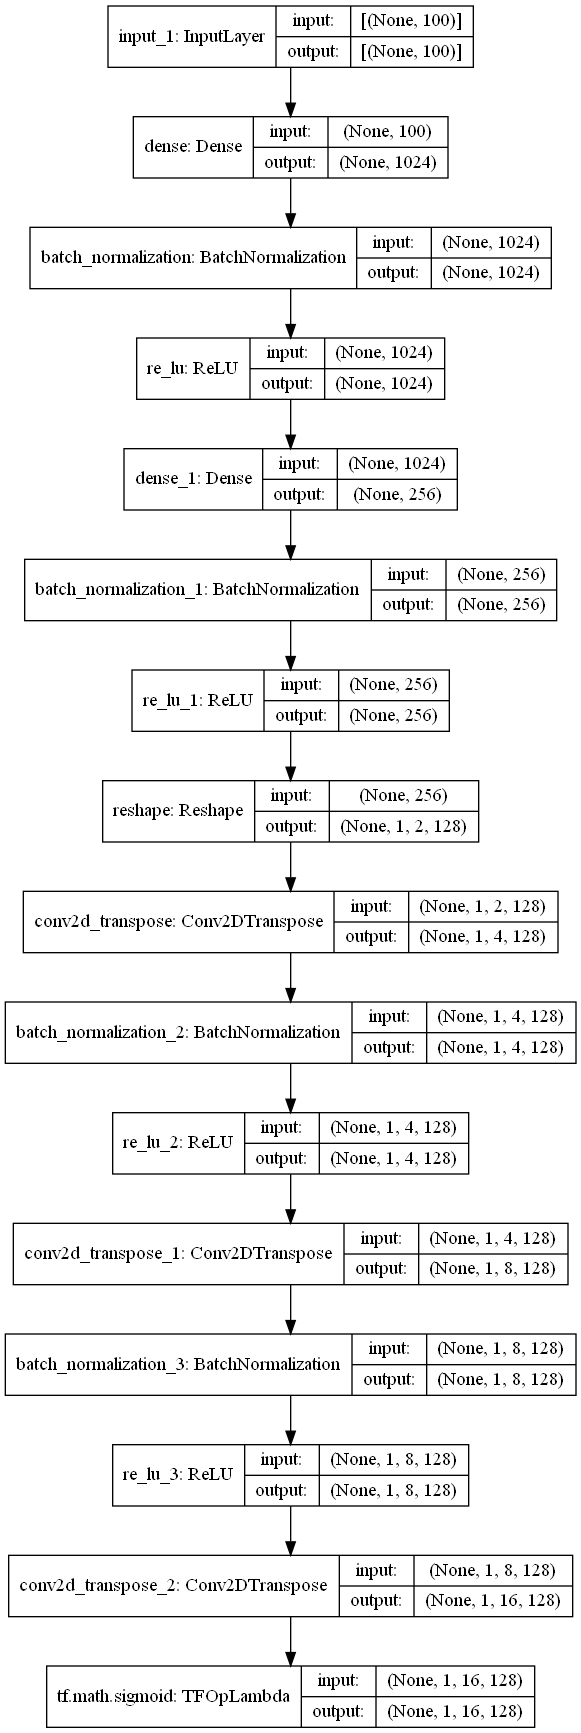 input_1: InputLayer
input: [(None, 100)]
output: [(None, 100)]
dense: Dense
input: (None, 100)
output: (None, 1024)
batch_normalization: BatchNormalization
input: (None, 1024)
output: (None, 1024)
re_lu: ReLU
input: (None, 1024)
output: (None, 1024)
dense_1: Dense
input: (None, 1024)
output: (None, 256)
batch_normalization_1: BatchNormalization
input: (None, 256)
output: (None, 256)
re_lu_1: ReLU
input: (None, 256)
output: (None, 256)
reshape: Reshape
input: (None, 256)
output: (None, 1, 2, 128)
conv2d_transpose: Conv2DTranspose
input: (None, 1, 2, 128)
output: (None, 1, 4, 128)
batch_normalization_2: BatchNormalization
input: (None, 1, 4, 128)
output: (None, 1, 4, 128)
re_lu_2: ReLU
input: (None, 1, 4, 128)
output: (None, 1, 4, 128)
conv2d_transpose_1: Conv2DTranspose
input: (None, 1, 4, 128)
output: (None, 1, 8, 128)
batch_normalization_3: BatchNormalization
input: (None, 1, 8, 128)
output: (None, 1, 8, 128)
re_lu_3: ReLU
input: (None, 1, 8, 128)
output: (None, 1, 8, 128)
conv2d_transpose_2: Conv2DTranspose
input: (None, 1, 8, 128)
output: (None, 1, 16, 128)
tf.math.sigmoid: TFOpLambda
input: (None, 1, 16, 128)
output: (None, 1, 16, 128)